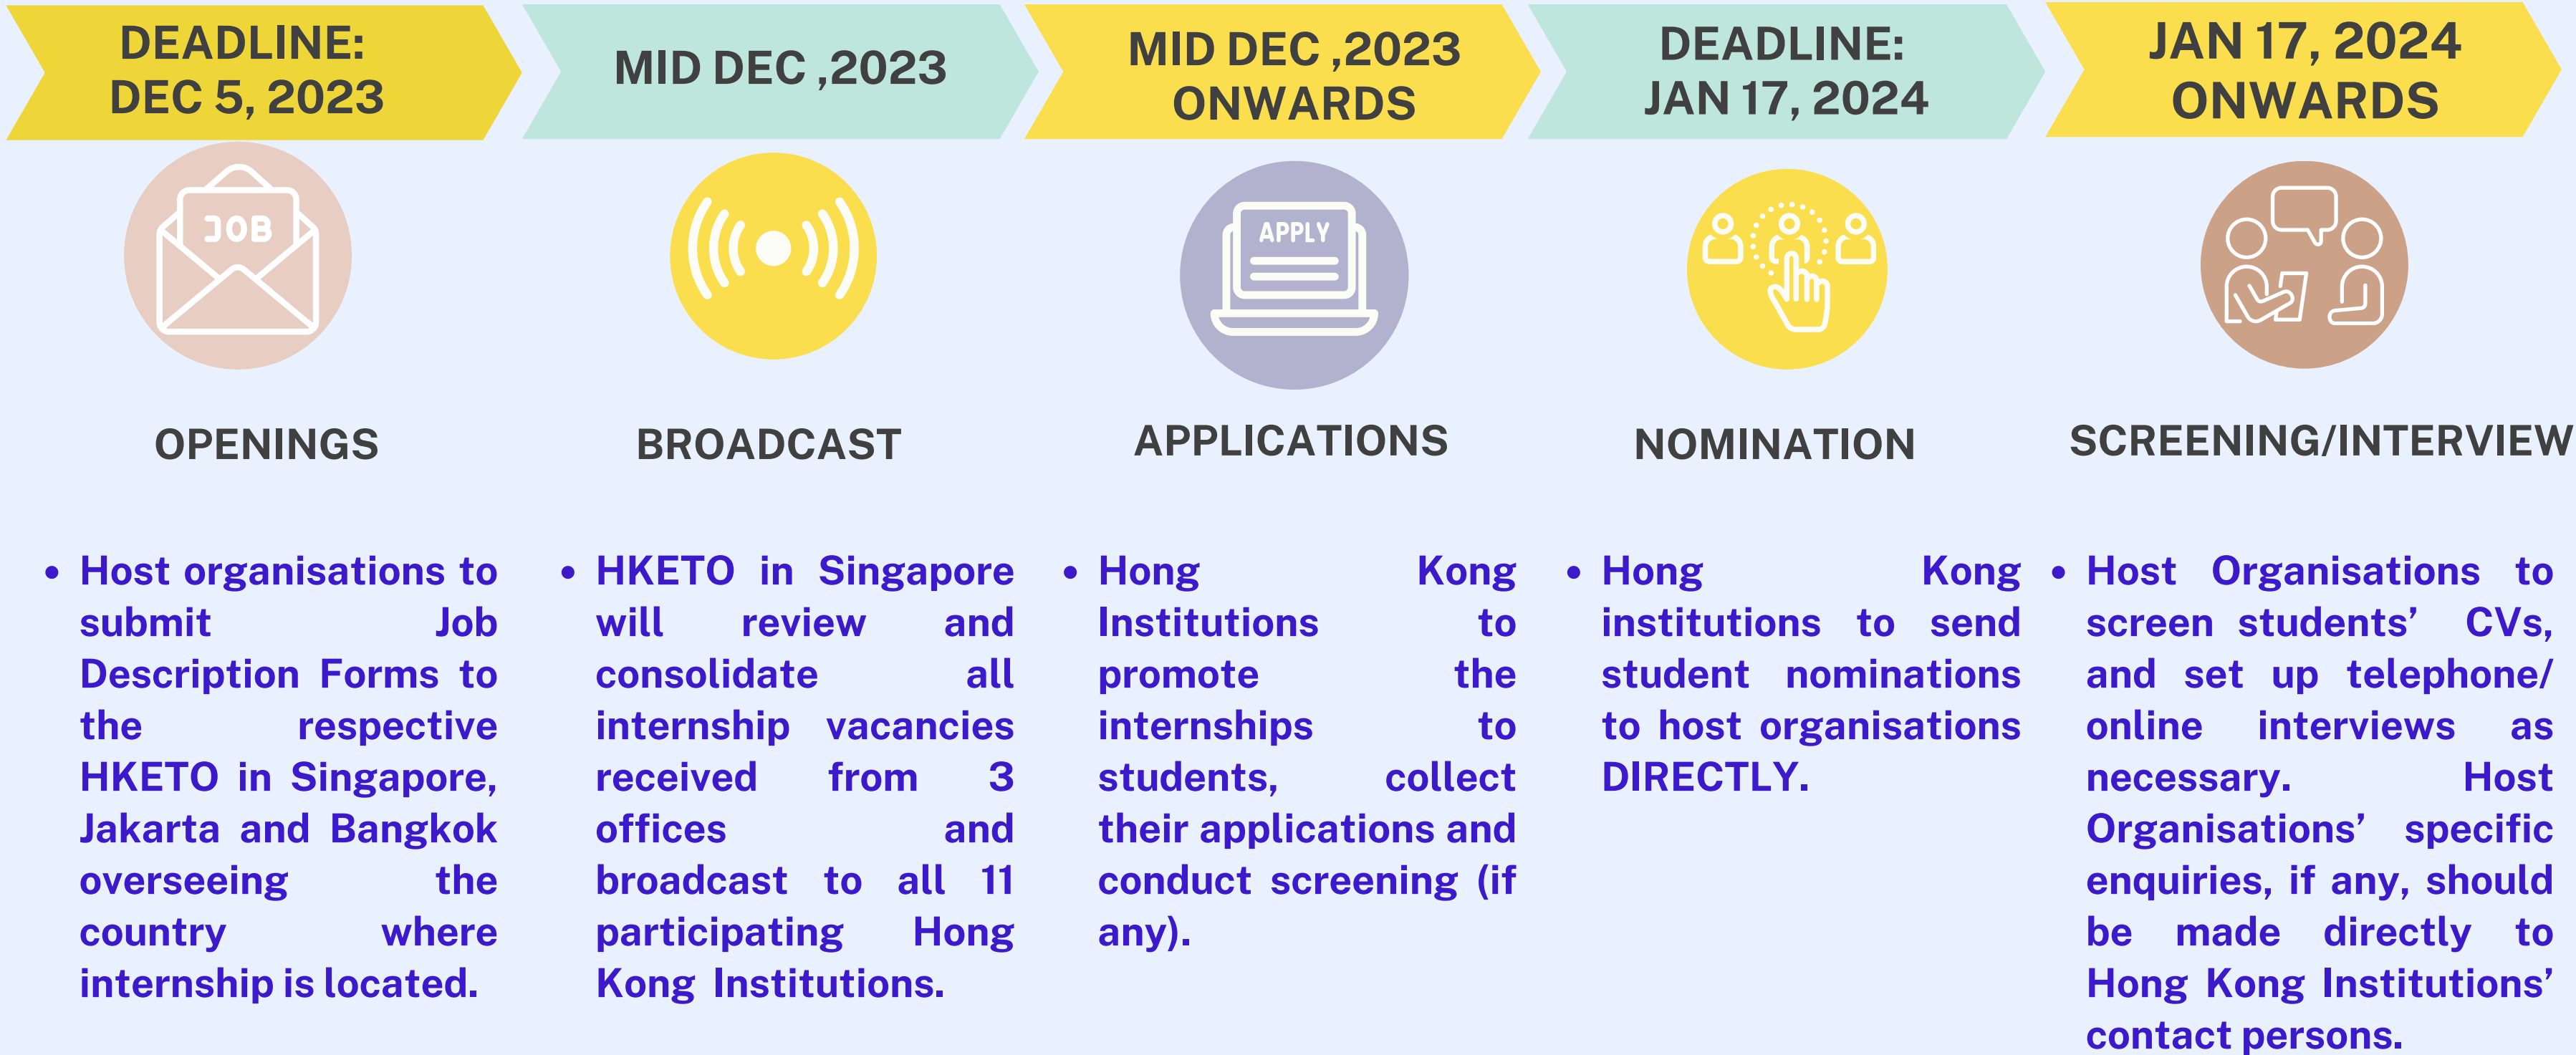 DEADLINE:
DEC 5, 2023
MID DEC ,2023
MID DEC ,2023
ONWARDS
DEADLINE:
JAN 17, 2024
JAN 17, 2024
ONWARDS
JOB
APPLY
OPENINGS
BROADCAST
APPLICATIONS
NOMINATION
SCREENING/INTERVIEW
• Host organisations to
submit Job
Description Forms to
the respective
HKETO in Singapore,
Jakarta and Bangkok
overseeing the
country where
internship is located.
• HKETO in Singapore
will review and
consolidate all
internship vacancies
received from 3
offices and
broadcast to all 11
participating Hong
Kong Institutions.
• Hong Kong
Institutions to
promote the
internships to
students, collect
their applications and
conduct screening (if
any).
• Hong Kong
institutions to send
student nominations
to host organisations
DIRECTLY.
• Host Organisations to
screen students’ CVs,
and set up telephone/
online interviews as
necessary. Host
Organisations’ specific
enquiries, if any, should
be made directly to
Hong Kong Institutions’
contact persons.